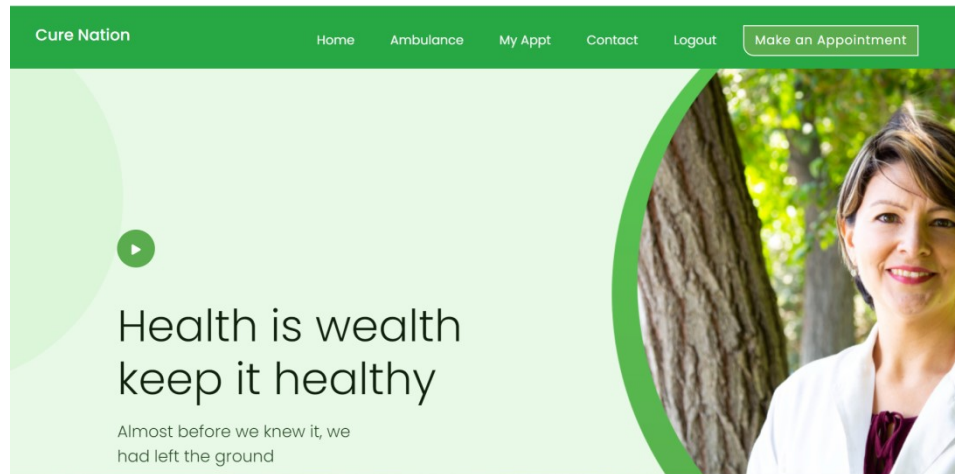 Cure Nation
Home Ambulance My Appt Contact Logout Make an Appointment
Health is wealth
keep it healthy
Almost before we knew it, we
had left the ground